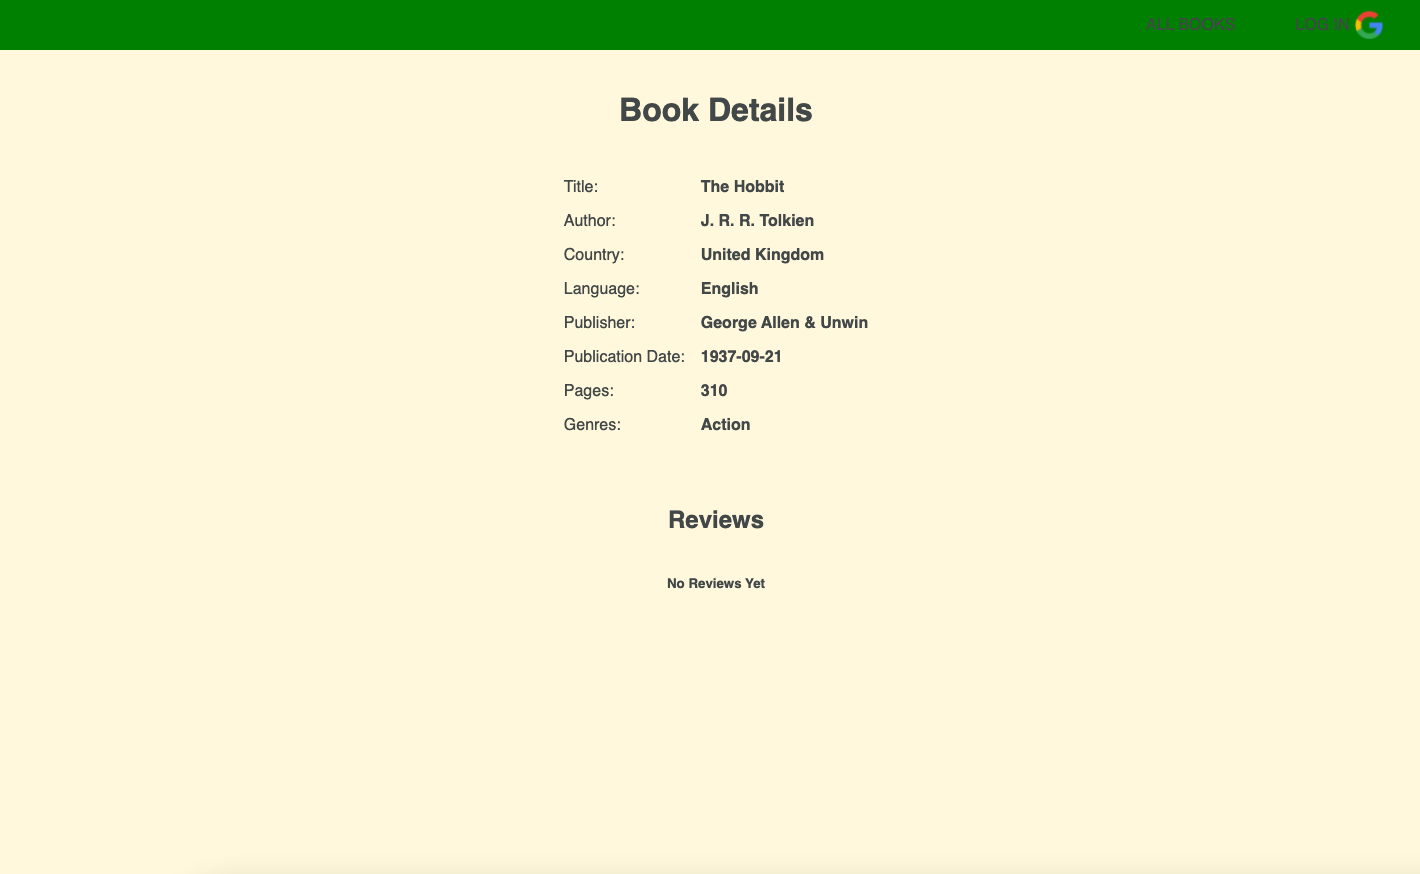 ALL BOOKS LOG IN
Book Details
Title: The Hobbit
Author: J. R. R. Tolkien
Country: United Kingdom
Language: English
Publisher: George Allen & Unwin
Publication Date: 1937-09-21
Pages: 310
Genres: Action
Reviews
No Reviews Yet